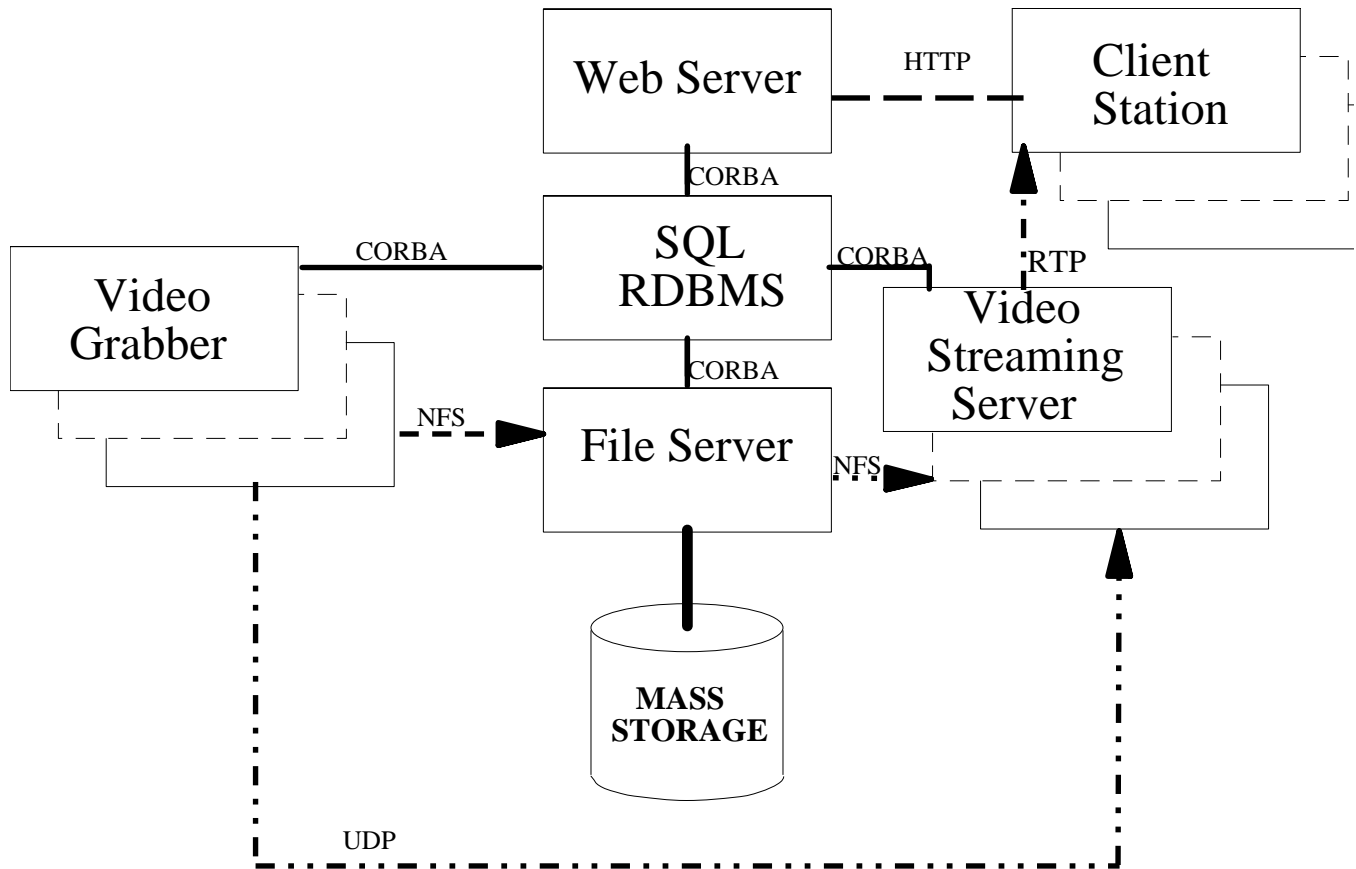 Web Server
HTTP
Client
Station
CORBA
CORBA
SQL
RDBMS
CORBA
RTP
Video
Grabber
Video
Streaming
Server
CORBA
NFS
File Server
NFS
MASS
STORAGE
UDP